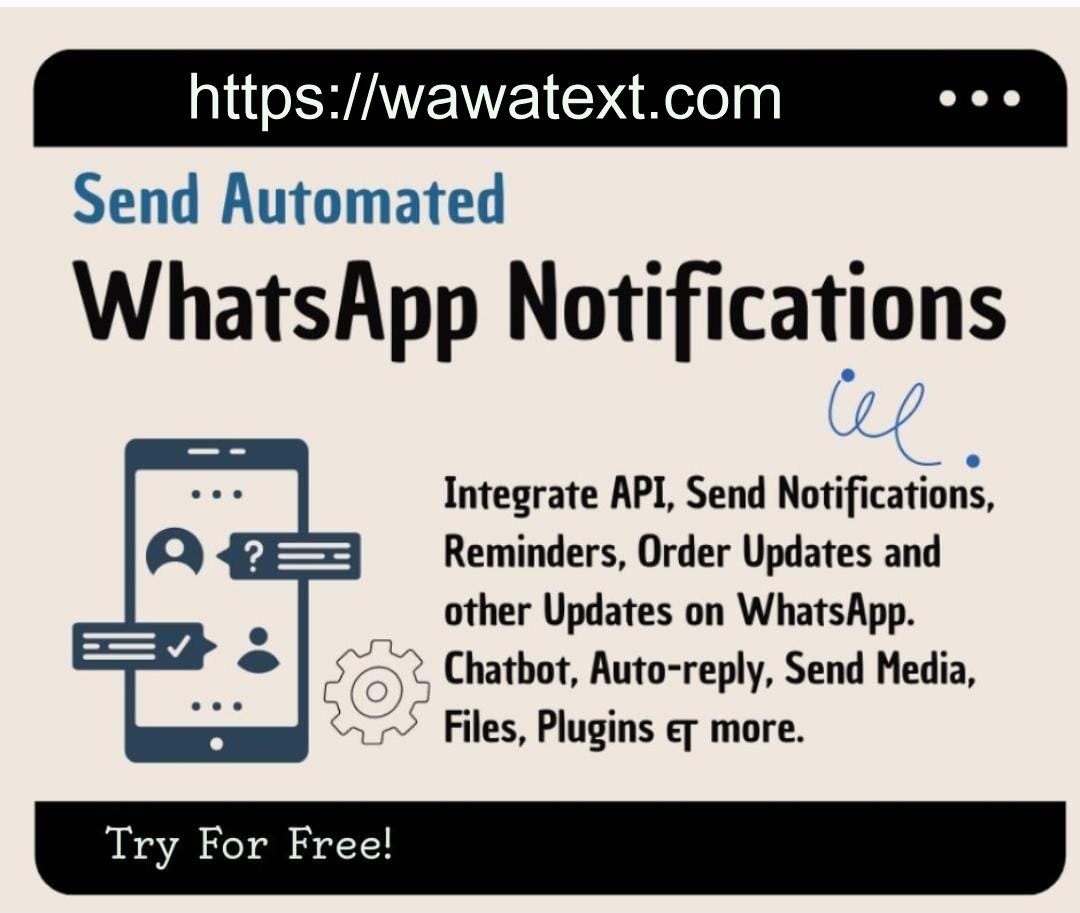 https://wawatext.com
Send Automated
WhatsApp Notifications
?
Integrate API, Send Notifications,
Reminders, Order Updates and
other Updates on WhatsApp.
Chatbot, Auto-reply, Send Media,
Files, Plugins & more.
Try For Free!